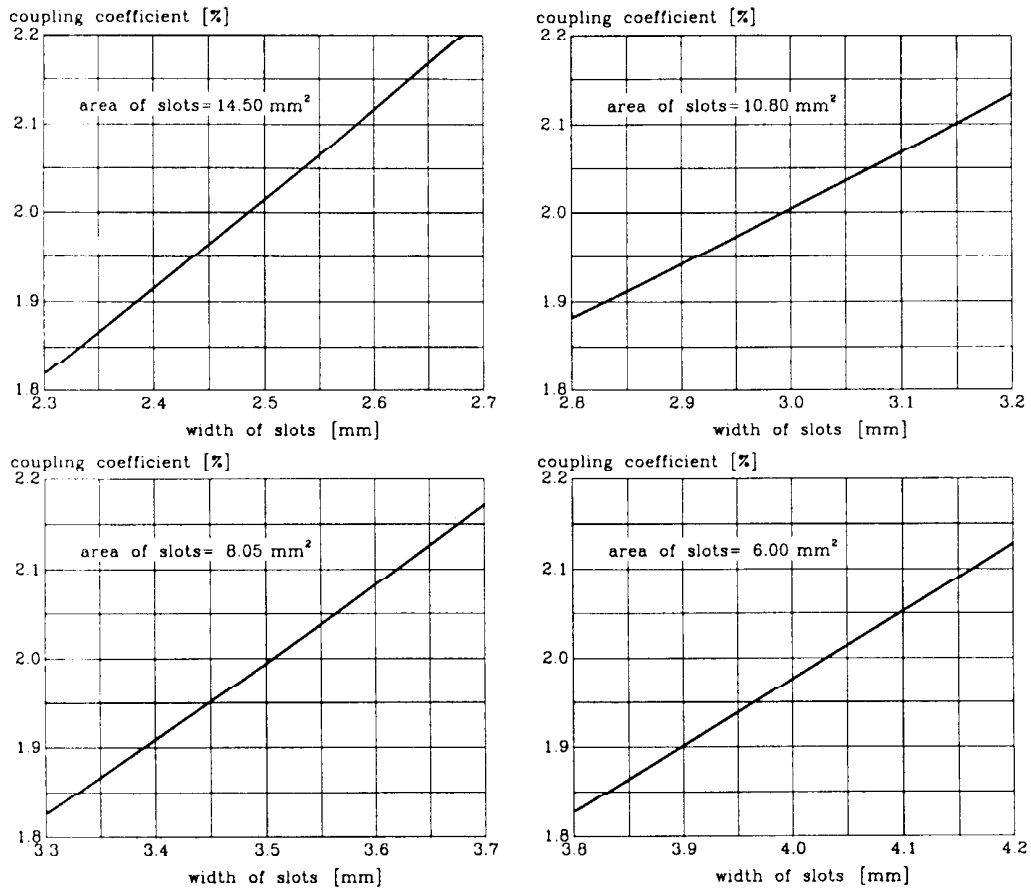 coupling coefficient [%]
2.2
2.1
2.0
1.9
1.8
area of slots= 14.50 mm²
2.3 2.4 2.5 2.6 2.7
width of slots [mm]
coupling coefficient [%]
2.2
2.1
2.0
1.9
1.8
area of slots= 10.80 mm²
2.8 2.9 3.0 3.1 3.2
width of slots [mm]
coupling coefficient [%]
2.2
2.1
2.0
1.9
1.8
area of slots= 8.05 mm²
3.3 3.4 3.5 3.6 3.7
width of slots [mm]
coupling coefficient [%]
2.2
2.1
2.0
1.9
1.8
area of slots= 6.00 mm²
3.8 3.9 4.0 4.1 4.2
width of slots [mm]